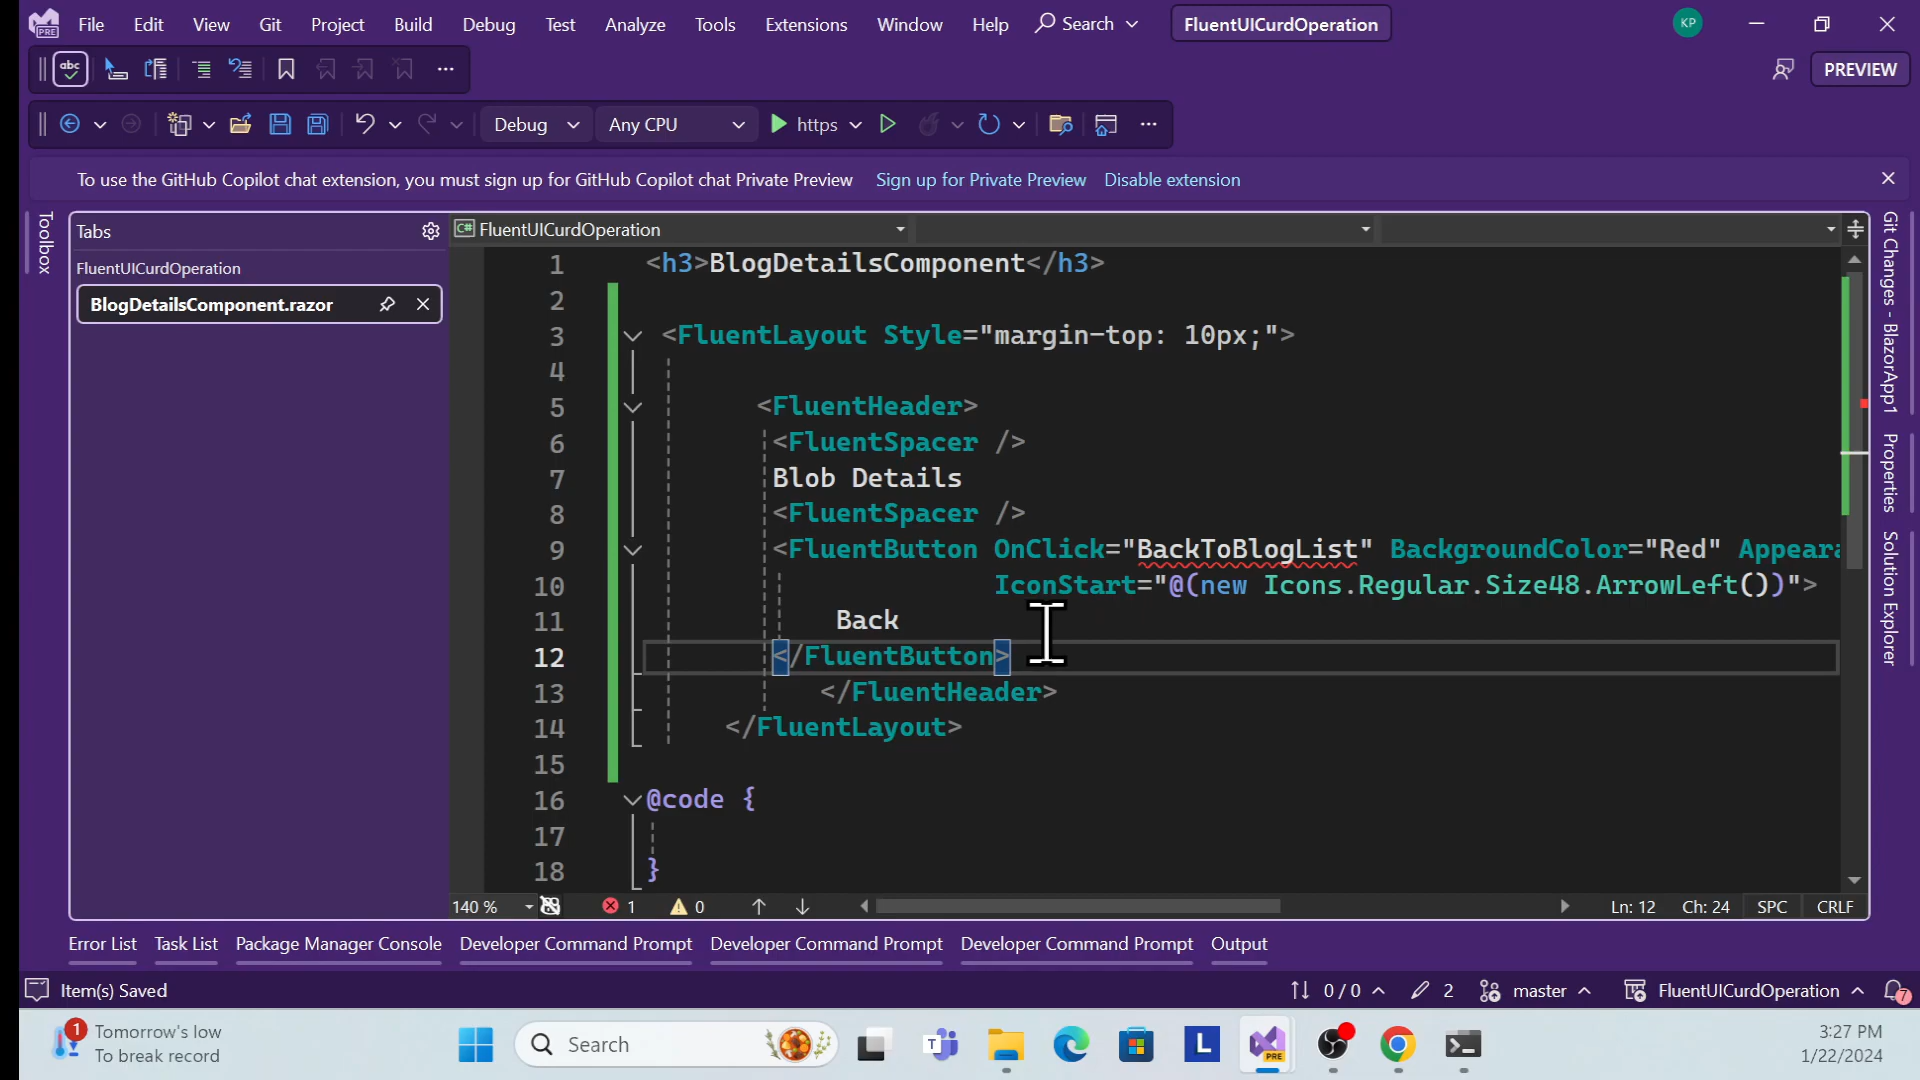 File Edit View Git Project Build Debug Test Analyze Tools Extensions Window Help Search FluentUICurdOperation KP
PRE
abc PREVIEW
Debug Any CPU https
To use the GitHub Copilot chat extension, you must sign up for GitHub Copilot chat Private Preview Sign up for Private Preview Disable extension
Toolbox
Tabs
FluentUICurdOperation
BlogDetailsComponent.razor
C# FluentUICurdOperation
1 <h3>BlogDetailsComponent</h3>
2
3 <FluentLayout Style="margin-top: 10px;">
4
5 <FluentHeader>
6 <FluentSpacer />
7 Blob Details
8 <FluentSpacer />
9 <FluentButton OnClick="BackToBlogList" BackgroundColor="Red" Appeara
10 IconStart="@(new Icons.Regular.Size48.ArrowLeft())">
11 Back
12 </FluentButton>
13 </FluentHeader>
14 </FluentLayout>
15
16 @code {
17
18 }
Git Changes - BlazorApp1
Properties
Solution Explorer
140 % 1 0 Ln: 12 Ch: 24 SPC CRLF
Error List Task List Package Manager Console Developer Command Prompt Developer Command Prompt Developer Command Prompt Output
Item(s) Saved 0 / 0 2 master FluentUICurdOperation 7
1 Tomorrow's low
To break record
Search
T
L
PRE
3:27 PM
1/22/2024